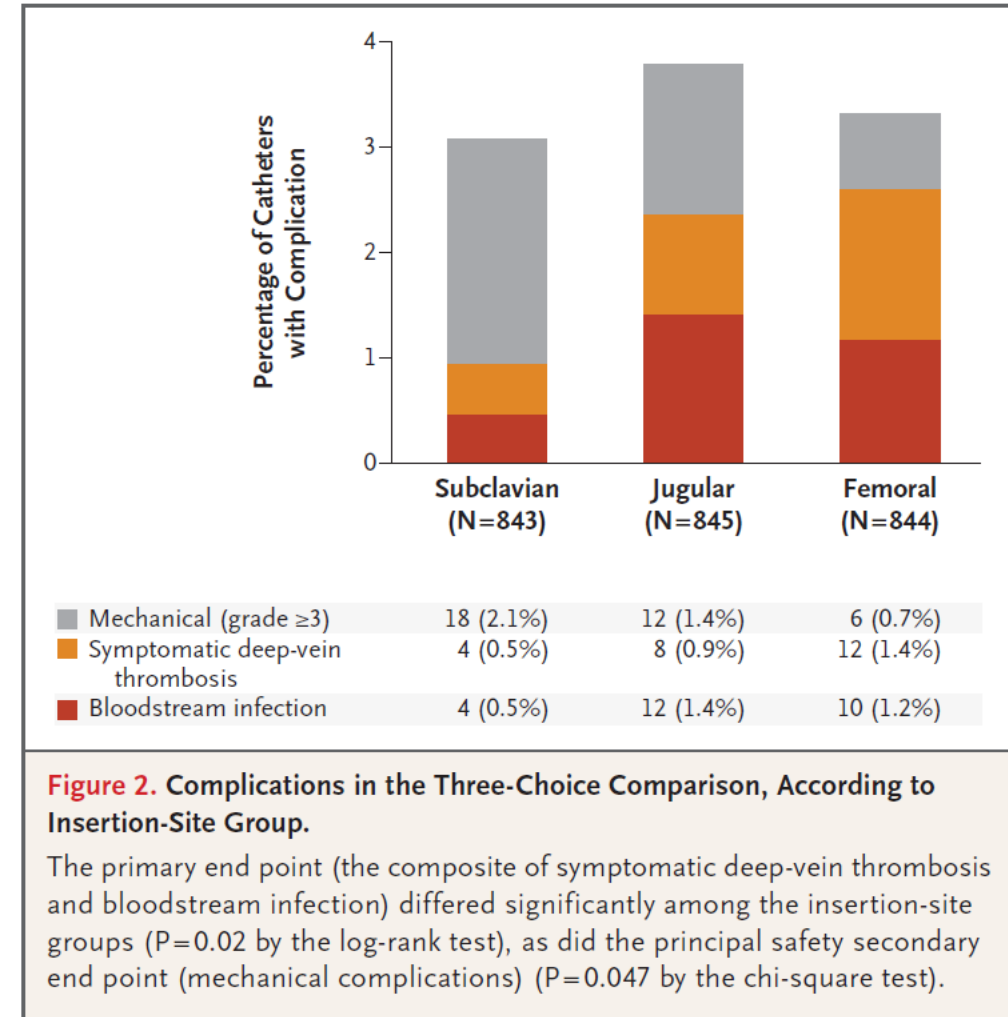 4
3
2
1
0
Percentage of Catheters
with Complication
Subclavian
(N=843)
Jugular
(N=845)
Femoral
(N=844)
Mechanical (grade ≥3) 18 (2.1%) 12 (1.4%) 6 (0.7%)
Symptomatic deep-vein 4 (0.5%) 8 (0.9%) 12 (1.4%)
thrombosis
Bloodstream infection 4 (0.5%) 12 (1.4%) 10 (1.2%)
Figure 2. Complications in the Three-Choice Comparison, According to
Insertion-Site Group.
The primary end point (the composite of symptomatic deep-vein thrombosis
and bloodstream infection) differed significantly among the insertion-site
groups (P=0.02 by the log-rank test), as did the principal safety secondary
end point (mechanical complications) (P=0.047 by the chi-square test).